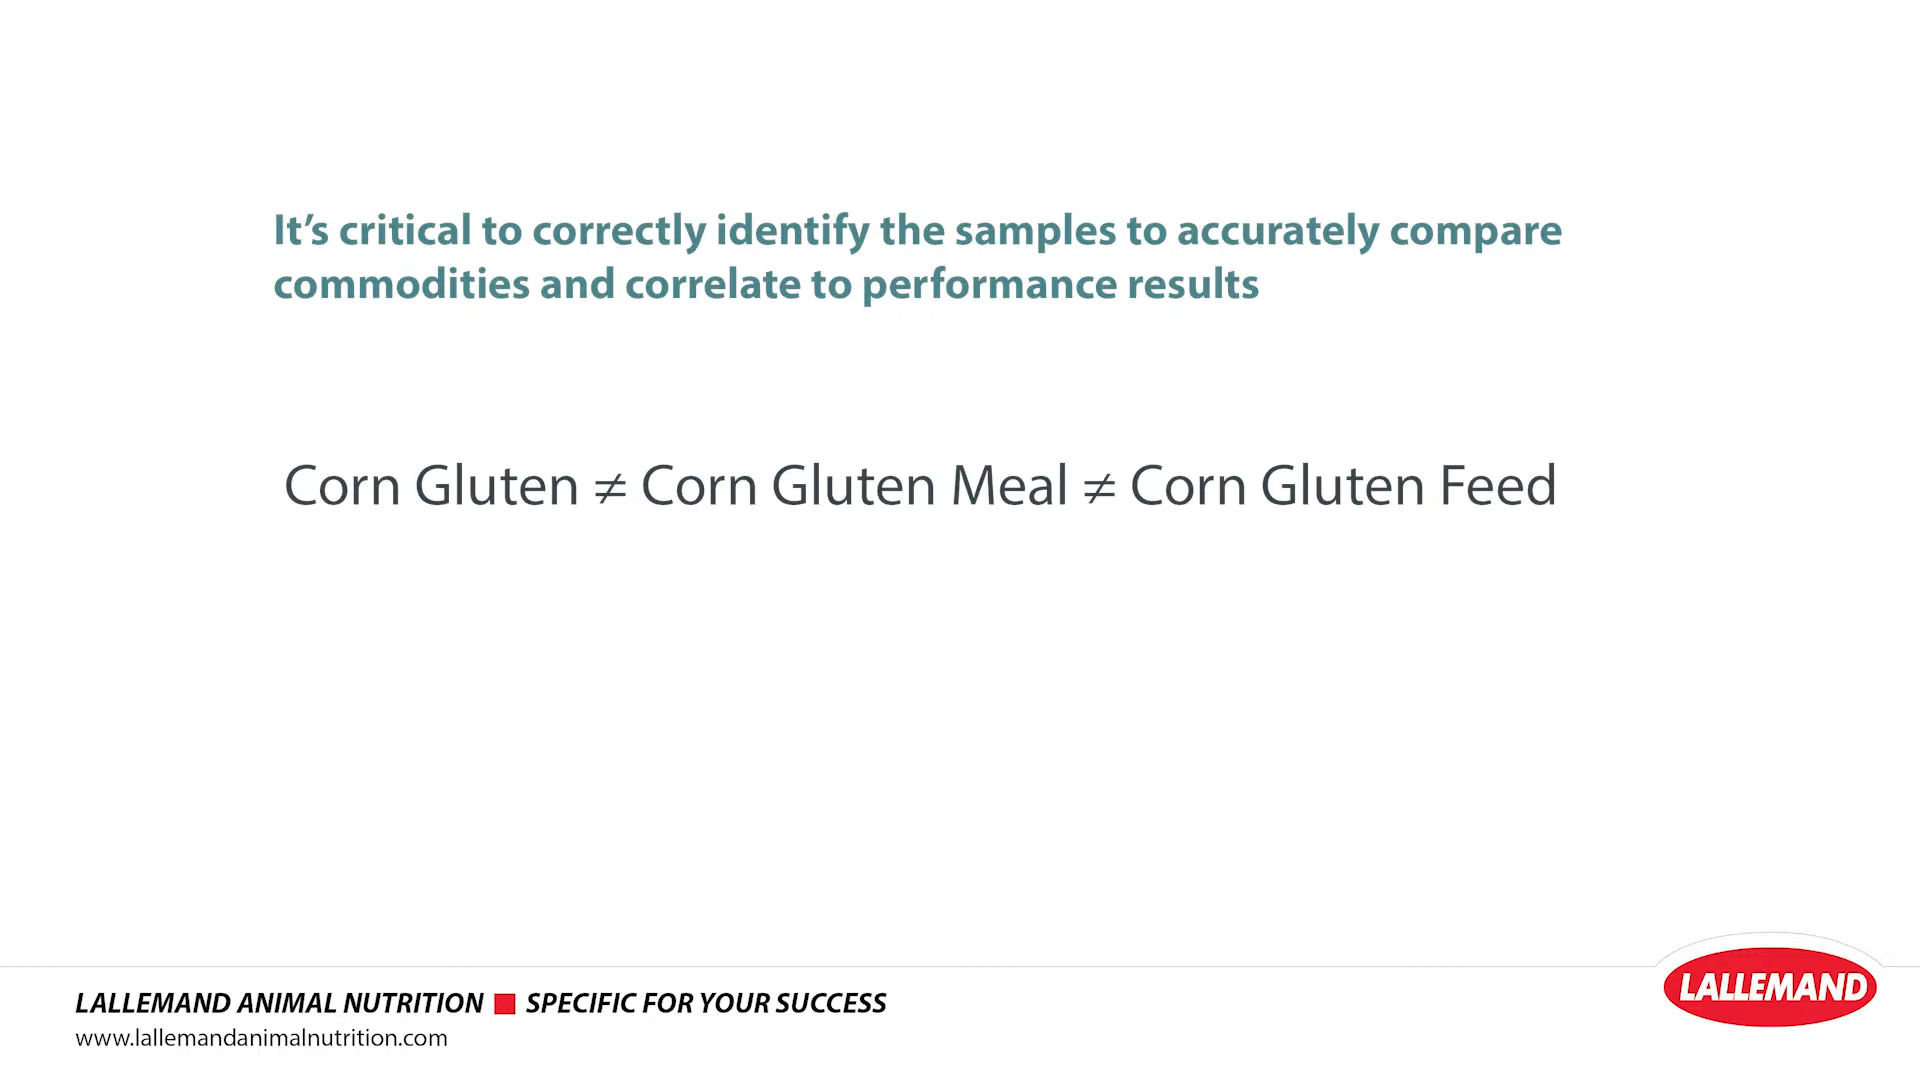 It’s critical to correctly identify the samples to accurately compare
commodities and correlate to performance results
Corn Gluten ≠ Corn Gluten Meal ≠ Corn Gluten Feed
LALLEMAND ANIMAL NUTRITION ■ SPECIFIC FOR YOUR SUCCESS
www.lallemandanimalnutrition.com
LALLEMAND